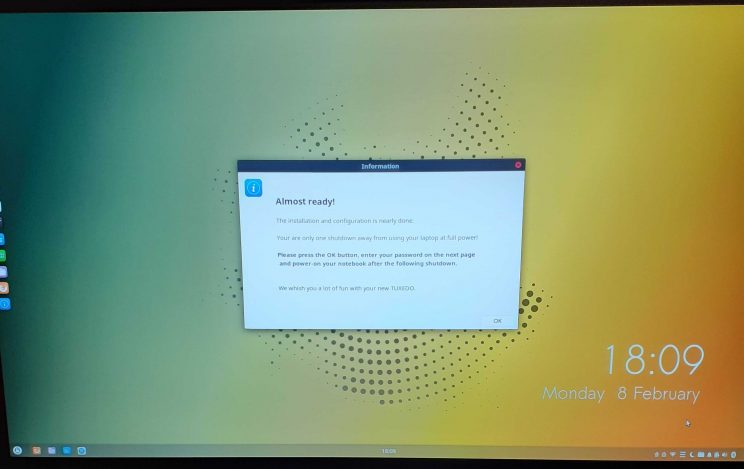 Information
Almost ready!
The installation and configuration is nearly done.
Your are only one shutdown away from using your laptop at full power!
Please press the OK button, enter your password on the next page
and power-on your notebook after the following shutdown.
We whish you a lot of fun with your new TUXEDO.
OK
18:09
Monday 8 February
18:09